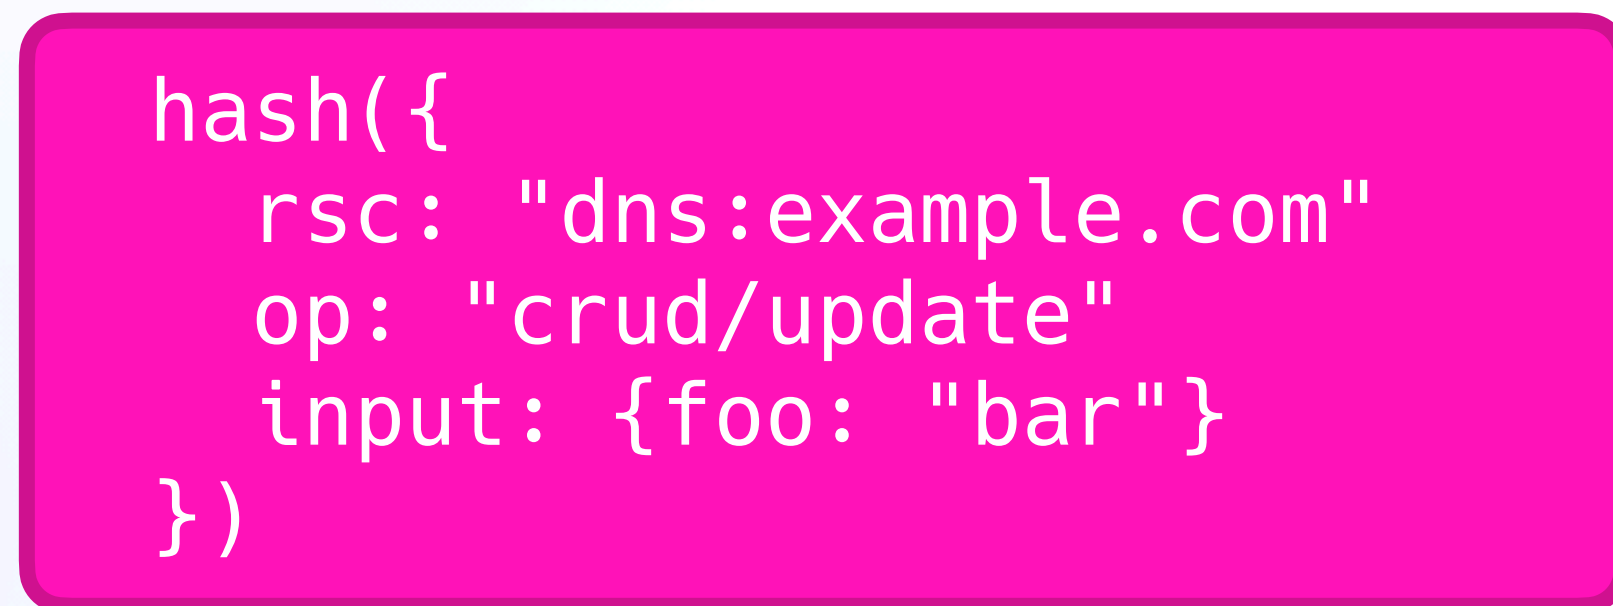 hash({
  rsc: "dns:example.com"
  op: "crud/update"
  input: {foo: "bar"}
})